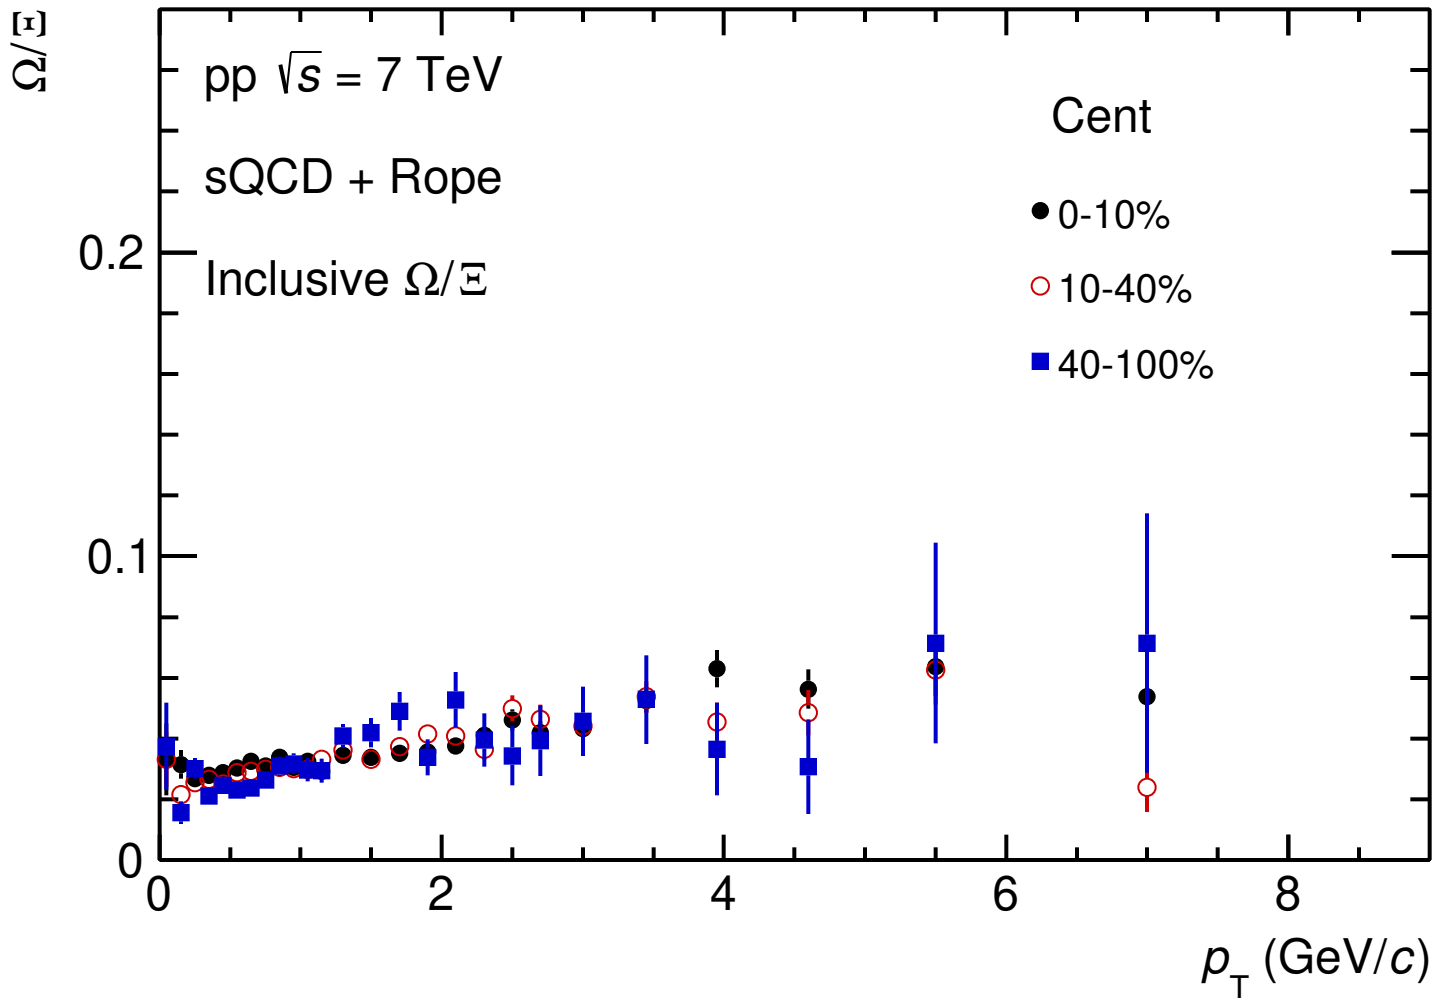 Ω/Ξ
pp √s = 7 TeV
sQCD + Rope
Inclusive Ω/Ξ
Cent
0-10%
10-40%
40-100%
0.2
0.1
0
0 2 4 6 8
p_T (GeV/c)